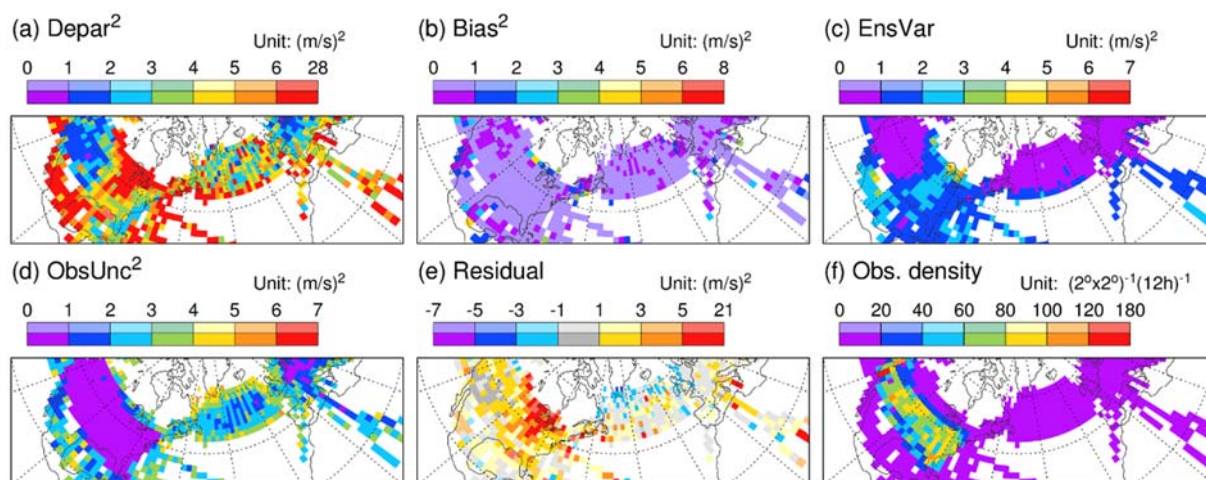 (a) Depar²
Unit: (m/s)²
0 1 2 3 4 5 6 28
(b) Bias²
Unit: (m/s)²
0 1 2 3 4 5 6 8
(c) EnsVar
Unit: (m/s)²
0 1 2 3 4 5 6 7
(d) ObsUnc²
Unit: (m/s)²
0 1 2 3 4 5 6 7
(e) Residual
Unit: (m/s)²
-7 -5 -3 -1 1 3 5 21
(f) Obs. density
Unit: (2ºx2º)⁻¹(12h)⁻¹
0 20 40 60 80 100 120 180